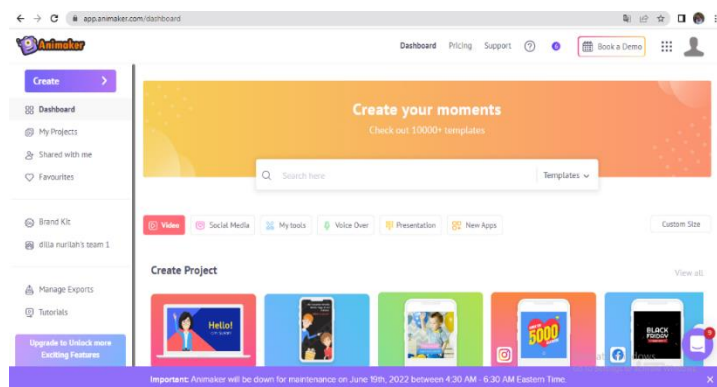 app.animaker.com/dashboard
Animaker
Dashboard Pricing Support 6 Book a Demo
Create
Dashboard
My Projects
Shared with me
Favourites
Brand Kit
dilla nurilah's team 1
Manage Exports
Tutorials
Upgrade to Unlock more
Exciting Features
Create your moments
Check out 10000+ templates
Search here
Templates
Video Social Media My tools Voice Over Presentation New Apps Custom Size
Create Project View all
Hello!
5000
BLACK
FRIDAY
9
Important: Animaker will be down for maintenance on June 19th, 2022 between 4:30 AM - 6:30 AM Eastern Time.